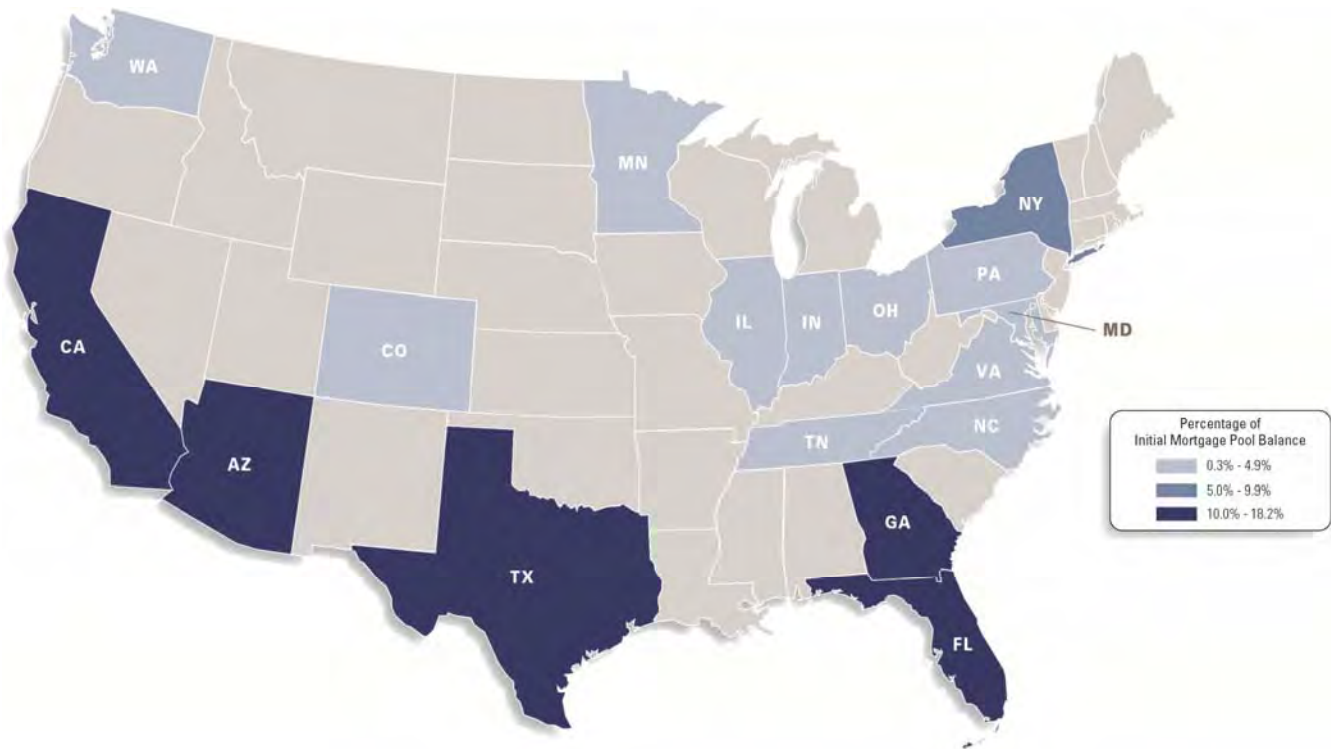 WA
MN
NY
PA
MD
OH
IN
IL
CO
CA
VA
NC
TN
AZ
GA
TX
FL
Percentage of
Initial Mortgage Pool Balance
0.3% - 4.9%
5.0% - 9.9%
10.0% - 18.2%